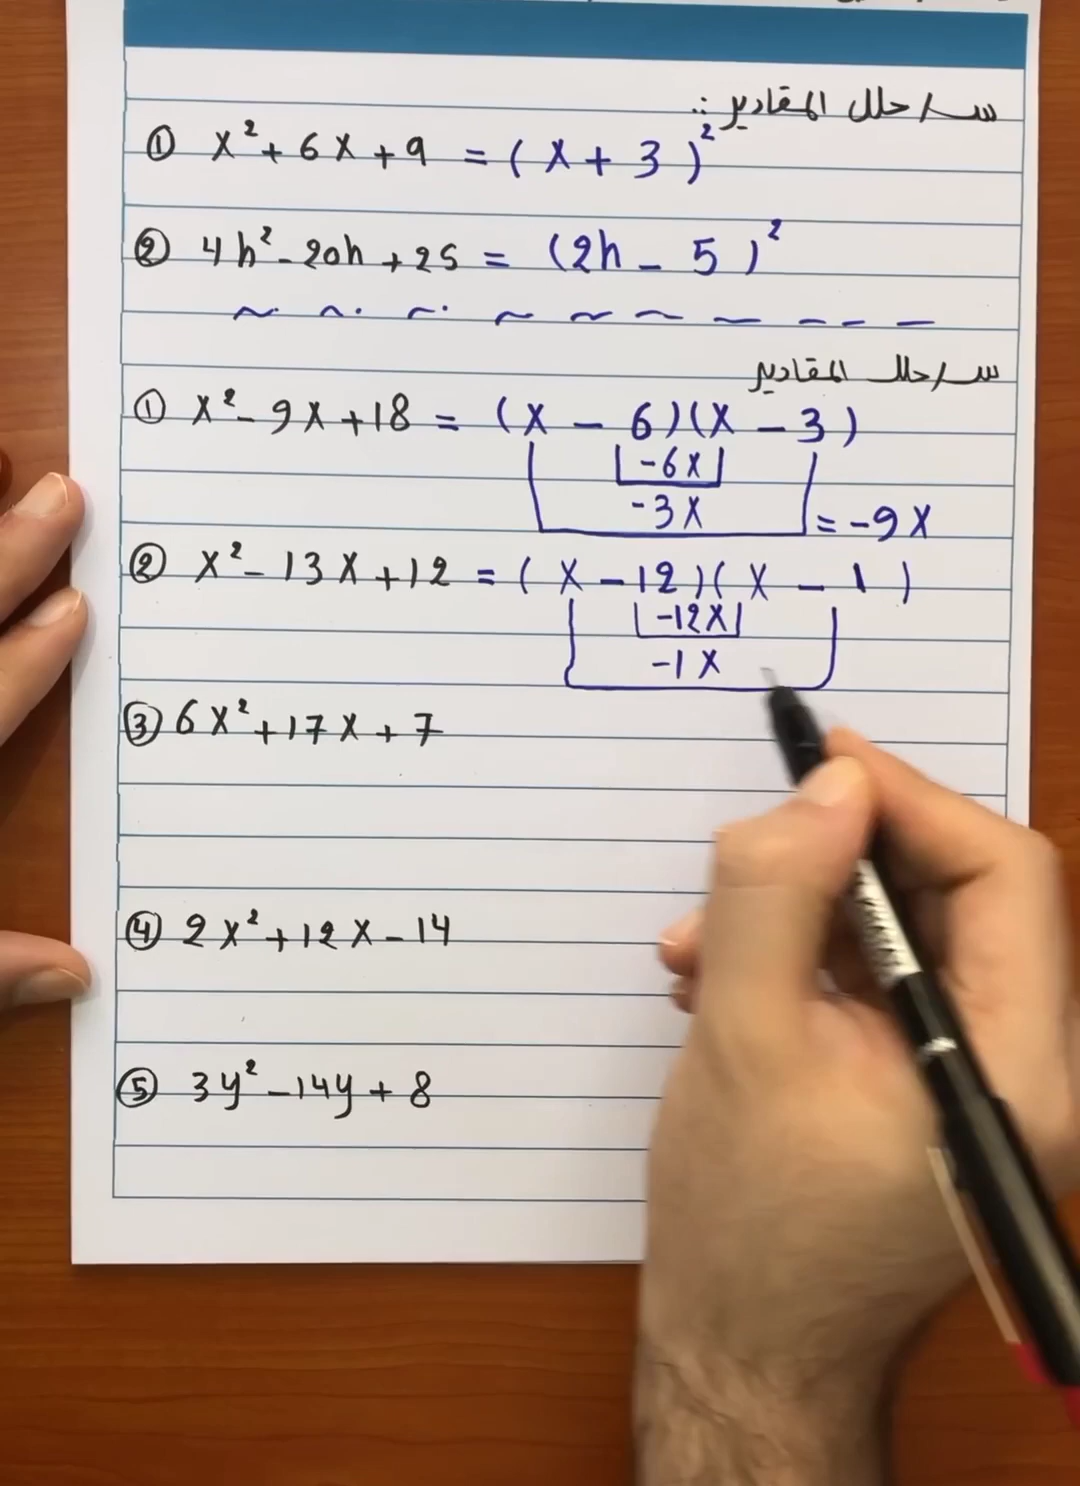 س/ حلل المقادير:
① x² + 6x + 9 = (x + 3)²
② 4h² - 20h + 25 = (2h - 5)²
س/ حلل المقادير
① x² - 9x + 18 = (x - 6)(x - 3)
-6x
-3x = -9x
② x² - 13x + 12 = (x - 12)(x - 1)
-12x
-1x
③ 6x² + 17x + 7
④ 2x² + 12x - 14
⑤ 3y² - 14y + 8